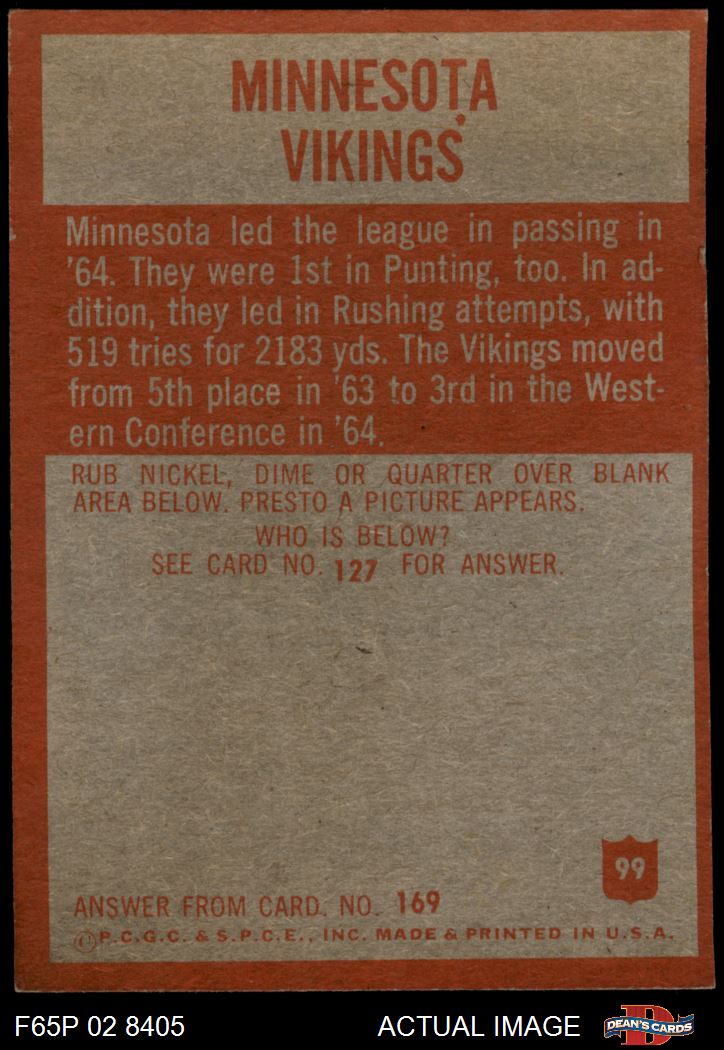 MINNESOTA
VIKINGS
Minnesota led the league in passing in
'64. They were 1st in Punting, too. In ad-
dition, they led in Rushing attempts, with
519 tries for 2183 yds. The Vikings moved
from 5th place in '63 to 3rd in the West-
ern Conference in '64.
RUB NICKEL, DIME OR QUARTER OVER BLANK
AREA BELOW. PRESTO A PICTURE APPEARS.
WHO IS BELOW?
SEE CARD NO. 127 FOR ANSWER.
99
ANSWER FROM CARD. NO. 169
©P.C.G.C. & S.P.C.E., INC. MADE & PRINTED IN U.S.A.
F65P 02 8405 ACTUAL IMAGE
D
DEAN'S CARDS